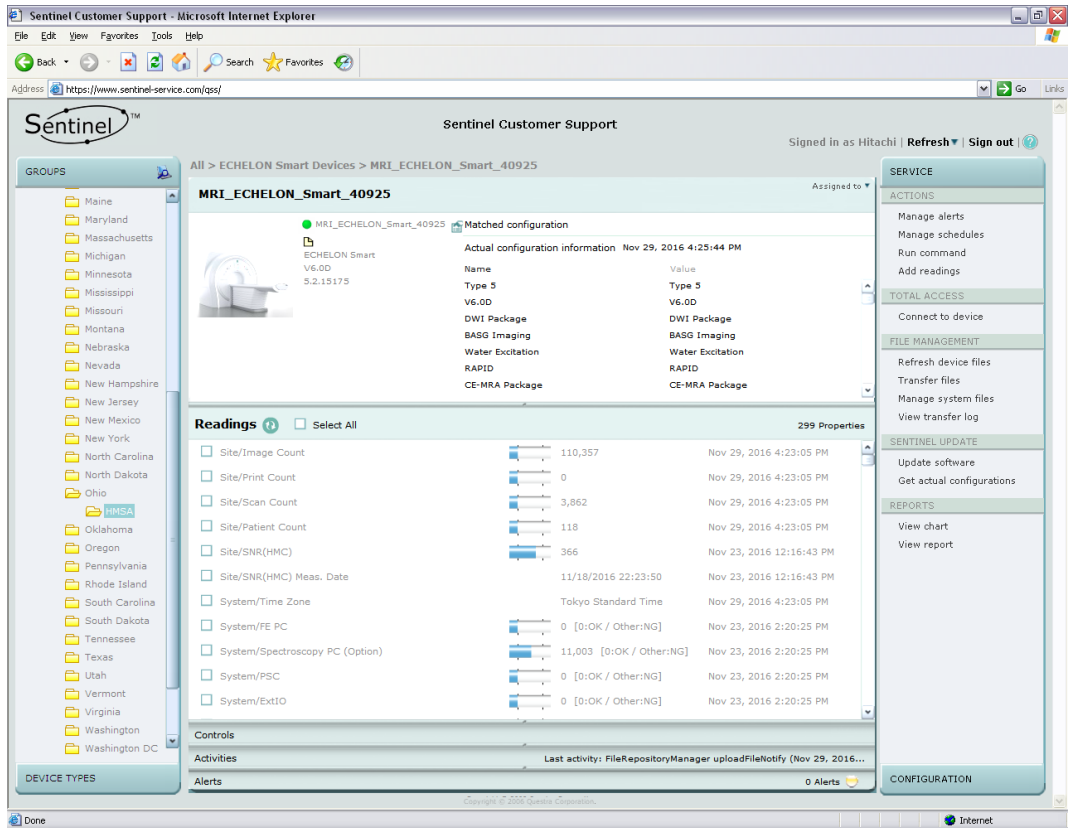 Sentinel Customer Support - Microsoft Internet Explorer
File Edit View Favorites Tools Help
Back Search Favorites
Address https://www.sentinel-service.com/qss/ Go Links
Sentinel™
Sentinel Customer Support
Signed in as Hitachi | Refresh | Sign out |
GROUPS
Maine
Maryland
Massachusetts
Michigan
Minnesota
Mississippi
Missouri
Montana
Nebraska
Nevada
New Hampshire
New Jersey
New Mexico
New York
North Carolina
North Dakota
Ohio
HMSA
Oklahoma
Oregon
Pennsylvania
Rhode Island
South Carolina
South Dakota
Tennessee
Texas
Utah
Vermont
Virginia
Washington
Washington DC
DEVICE TYPES
All > ECHELON Smart Devices > MRI_ECHELON_Smart_40925
MRI_ECHELON_Smart_40925 Assigned to
MRI_ECHELON_Smart_40925
ECHELON Smart
V6.0D
5.2.15175
Matched configuration
Actual configuration information Nov 29, 2016 4:25:44 PM
Name Value
Type 5 Type 5
V6.0D V6.0D
DWI Package DWI Package
BASG Imaging BASG Imaging
Water Excitation Water Excitation
RAPID RAPID
CE-MRA Package CE-MRA Package
Readings Select All 299 Properties
Site/Image Count 110,357 Nov 29, 2016 4:23:05 PM
Site/Print Count 0 Nov 29, 2016 4:23:05 PM
Site/Scan Count 3,862 Nov 29, 2016 4:23:05 PM
Site/Patient Count 118 Nov 29, 2016 4:23:05 PM
Site/SNR(HMC) 366 Nov 23, 2016 12:16:43 PM
Site/SNR(HMC) Meas. Date 11/18/2016 22:23:50 Nov 23, 2016 12:16:43 PM
System/Time Zone Tokyo Standard Time Nov 29, 2016 4:23:05 PM
System/FE PC 0 [0:OK / Other:NG] Nov 23, 2016 2:20:25 PM
System/Spectroscopy PC (Option) 11,003 [0:OK / Other:NG] Nov 23, 2016 2:20:25 PM
System/PSC 0 [0:OK / Other:NG] Nov 23, 2016 2:20:25 PM
System/ExtIO 0 [0:OK / Other:NG] Nov 23, 2016 2:20:25 PM
Controls
Activities Last activity: FileRepositoryManager uploadFileNotify (Nov 29, 2016...
Alerts 0 Alerts
SERVICE
ACTIONS
Manage alerts
Manage schedules
Run command
Add readings
TOTAL ACCESS
Connect to device
FILE MANAGEMENT
Refresh device files
Transfer files
Manage system files
View transfer log
SENTINEL UPDATE
Update software
Get actual configurations
REPORTS
View chart
View report
CONFIGURATION
Copyright © Corporation.
Done Internet